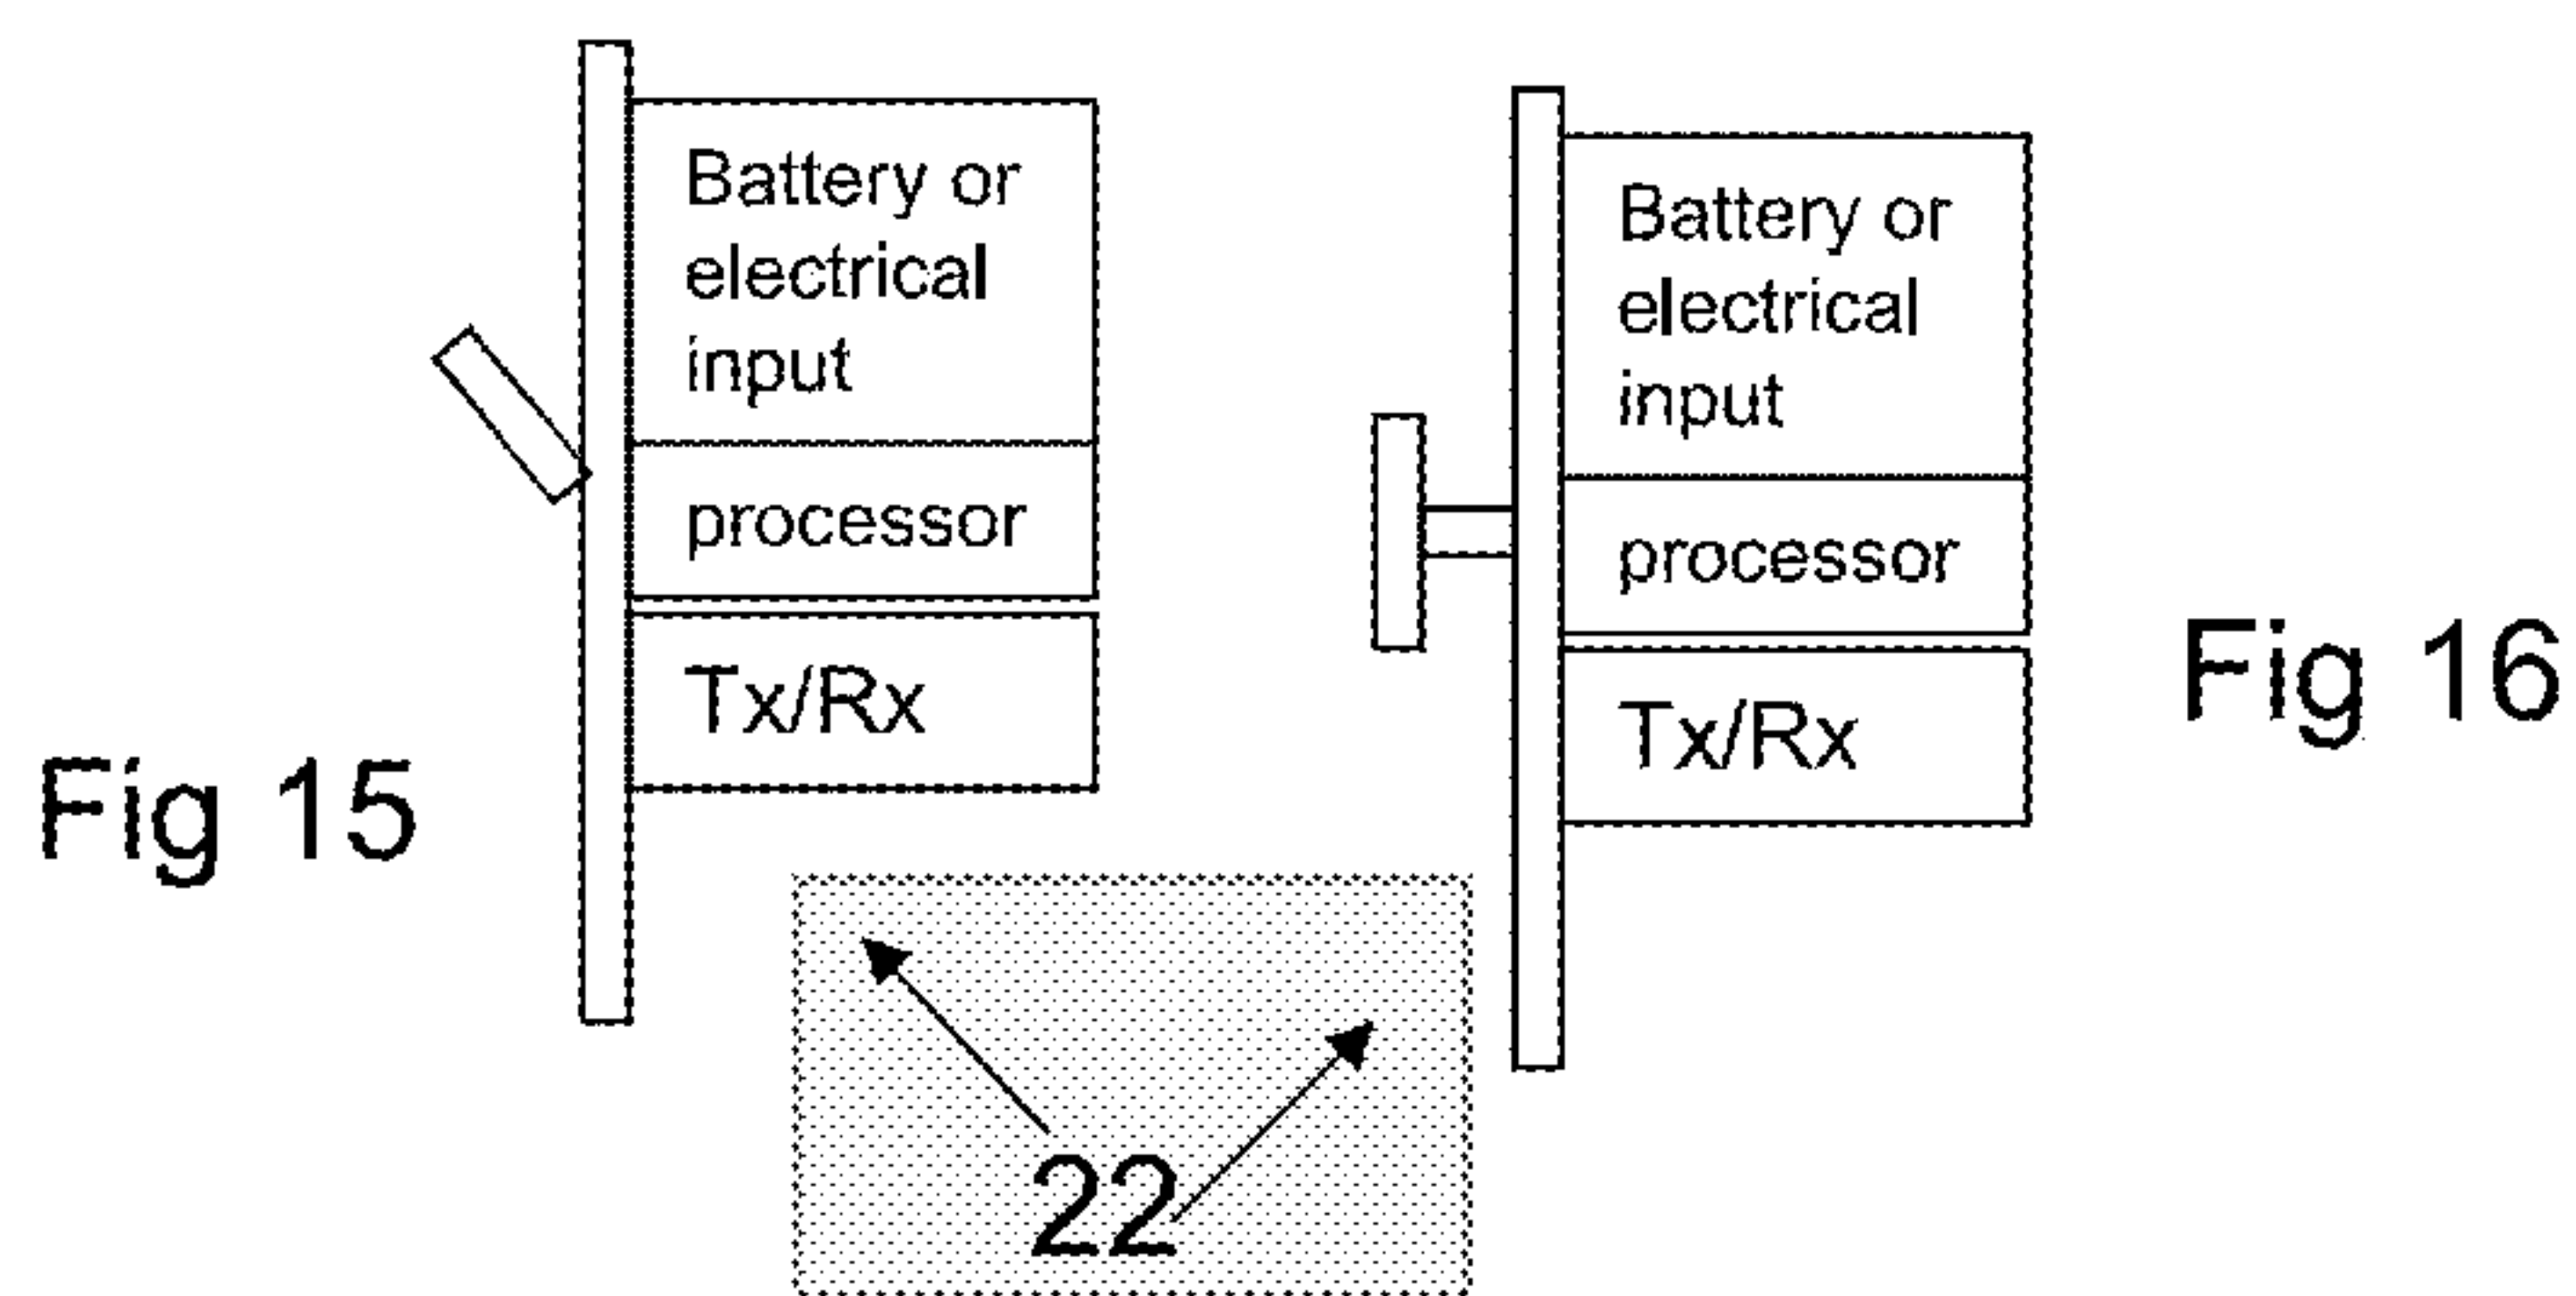 Battery or
electrical
input
processor
Tx/Rx
Fig 15
Battery or
electrical
input
processor
Tx/Rx
Fig 16
22